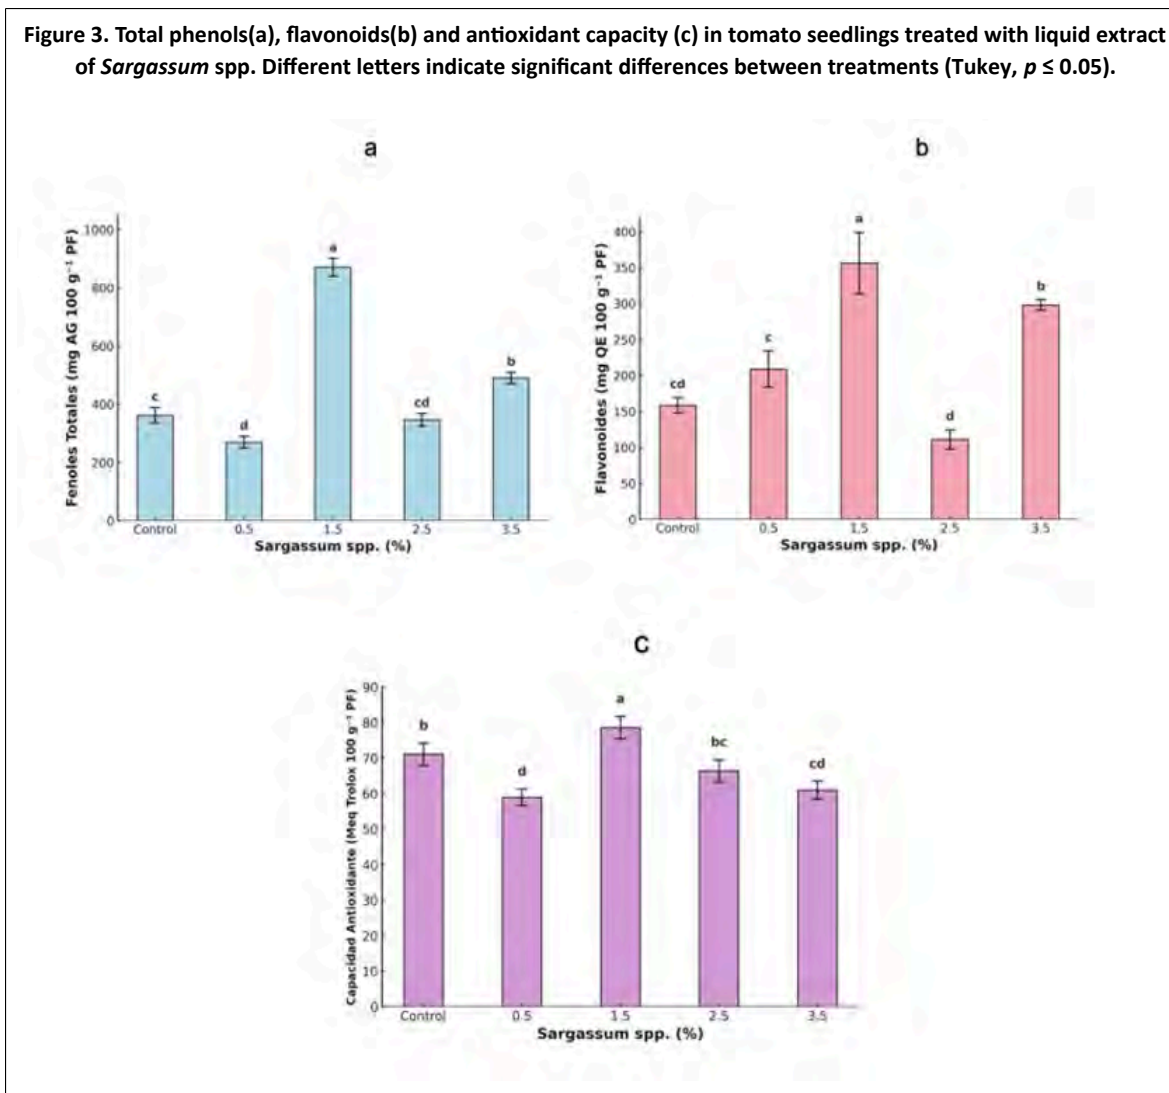 Figure 3. Total phenols(a), flavonoids(b) and antioxidant capacity (c) in tomato seedlings treated with liquid extract
of Sargassum spp. Different letters indicate significant differences between treatments (Tukey, p ≤ 0.05).
a
Fenoles Totales (mg AG 100 g⁻¹ PF)
1000
800
600
400
200
0
c
d
a
cd
b
Control 0.5 1.5 2.5 3.5
Sargassum spp. (%)
b
Flavonoides (mg QE 100 g⁻¹ PF)
400
350
300
250
200
150
100
50
0
cd
c
a
d
b
Control 0.5 1.5 2.5 3.5
Sargassum spp. (%)
c
Capacidad Antioxidante (Meq Trolox 100 g⁻¹ PF)
90
80
70
60
50
40
30
20
10
0
b
d
a
bc
cd
Control 0.5 1.5 2.5 3.5
Sargassum spp. (%)